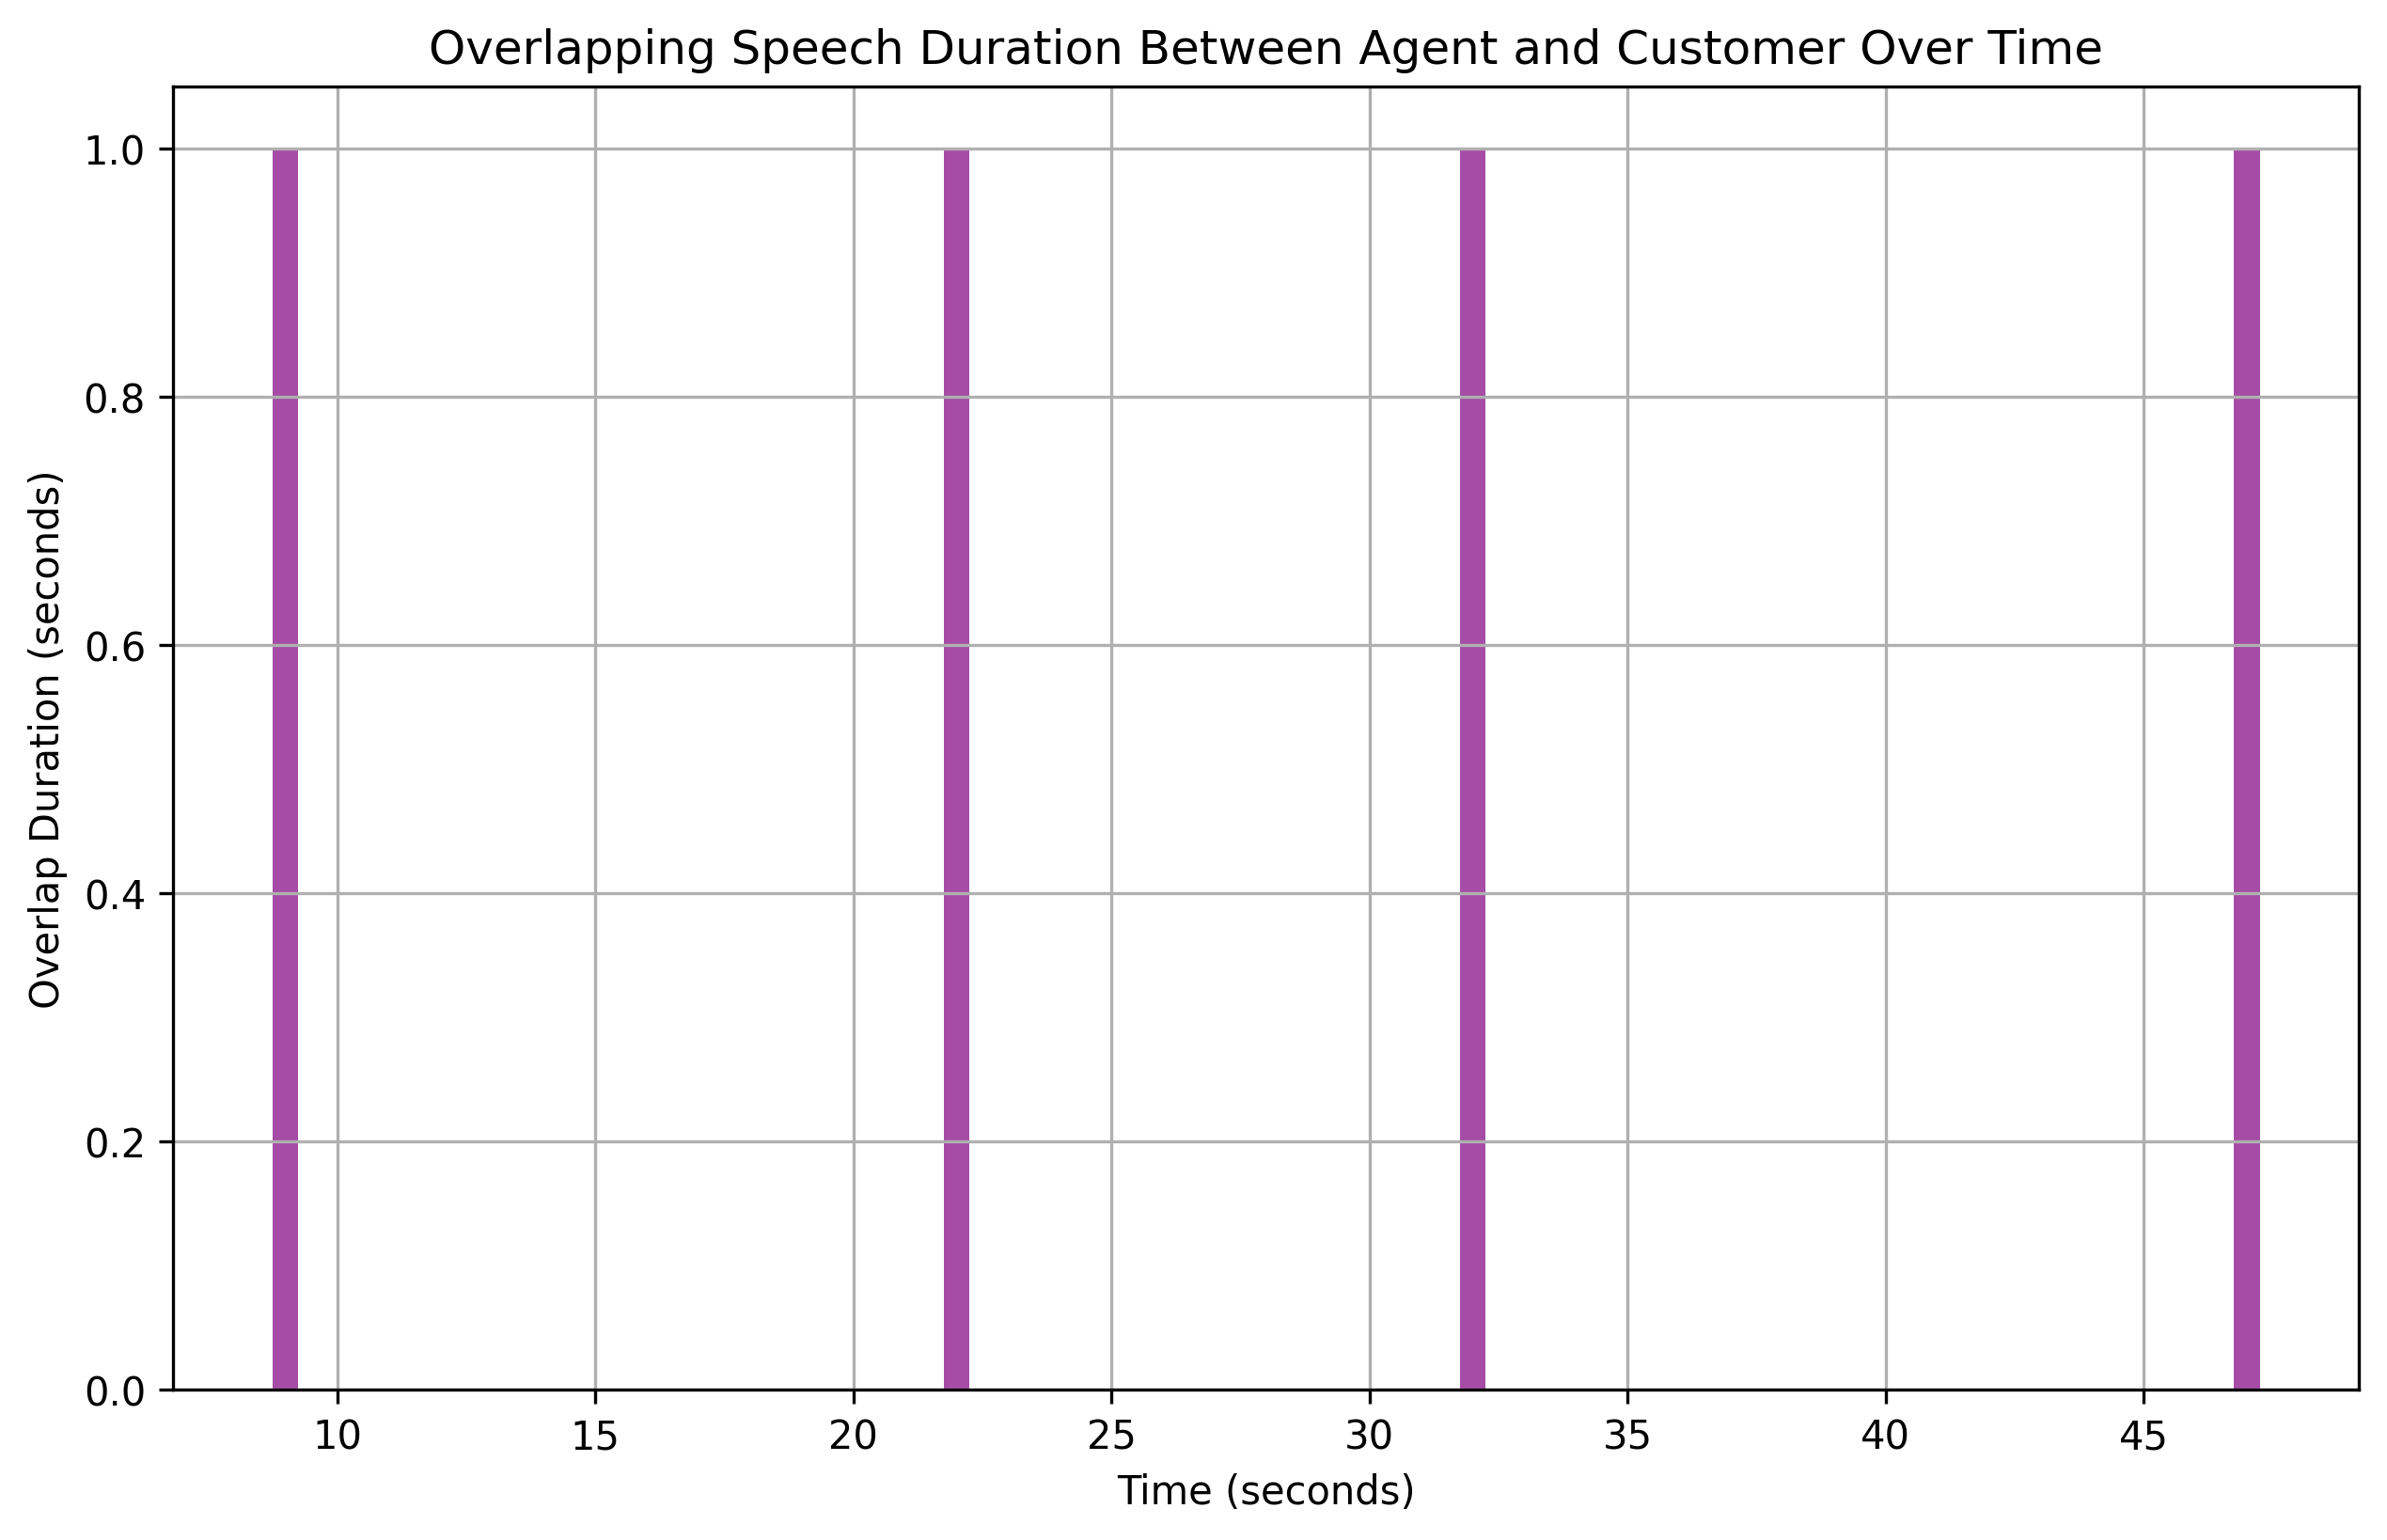 Overlapping Speech Duration Between Agent and Customer Over Time
1.0
0.8
0.6
0.4
0.2
0.0
Overlap Duration (seconds)
10 15 20 25 30 35 40 45
Time (seconds)